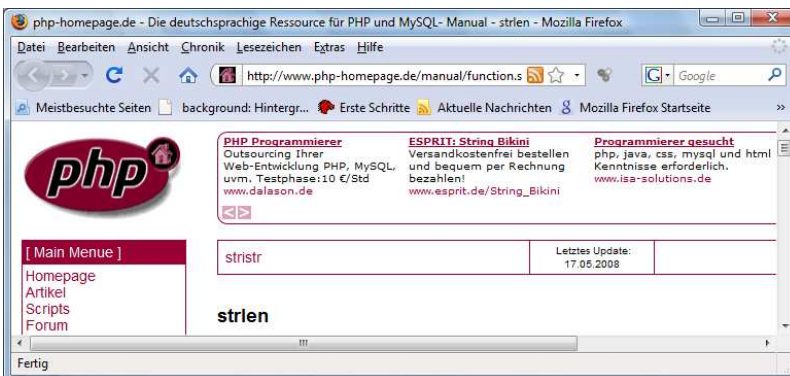 php-homepage.de - Die deutschsprachige Ressource für PHP und MySQL- Manual - strlen - Mozilla Firefox
Datei Bearbeiten Ansicht Chronik Lesezeichen Extras Hilfe
http://www.php-homepage.de/manual/function.s
G Google
Meistbesuchte Seiten background: Hintergr... Erste Schritte Aktuelle Nachrichten Mozilla Firefox Startseite »
php
PHP Programmierer
Outsourcing Ihrer
Web-Entwicklung PHP, MySQL,
uvm. Testphase:10 €/Std
www.dalason.de
ESPRIT: String Bikini
Versandkostenfrei bestellen
und bequem per Rechnung
bezahlen!
www.esprit.de/String_Bikini
Programmierer gesucht
php, java, css, mysql und html
Kenntnisse erforderlich.
www.isa-solutions.de
[ Main Menue ]
Homepage
Artikel
Scripts
Forum
stristr
Letztes Update:
17.05.2008
strlen
Fertig